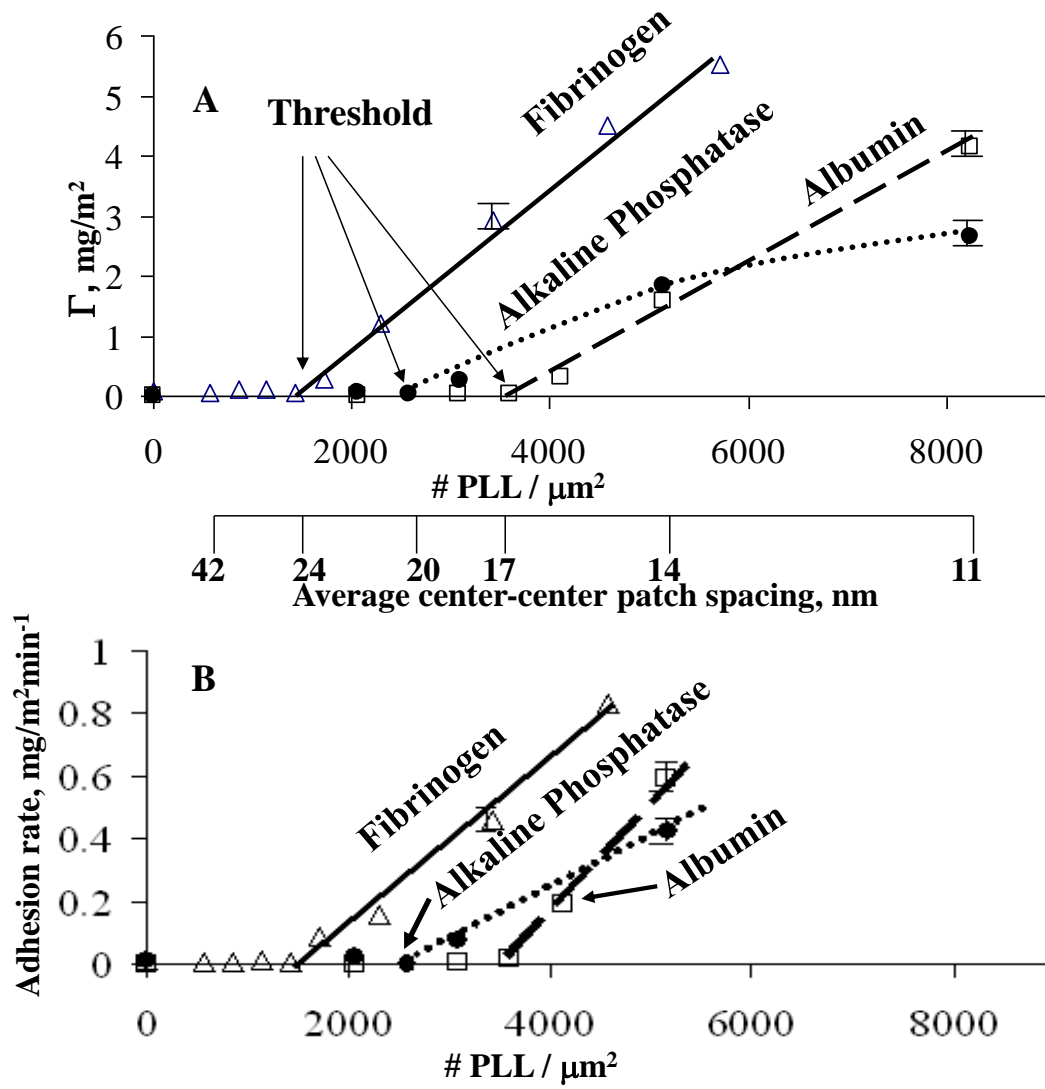 A
Threshold
Fibrinogen
Alkaline Phosphatase
Albumin
Γ, mg/m²
6
5
4
3
2
1
0
0 2000 4000 6000 8000
# PLL / μm²
42 24 20 17 14 11
Average center-center patch spacing, nm
B
Fibrinogen
Alkaline Phosphatase
Albumin
Adhesion rate, mg/m²min⁻¹
1
0.8
0.6
0.4
0.2
0
0 2000 4000 6000 8000
# PLL / μm²